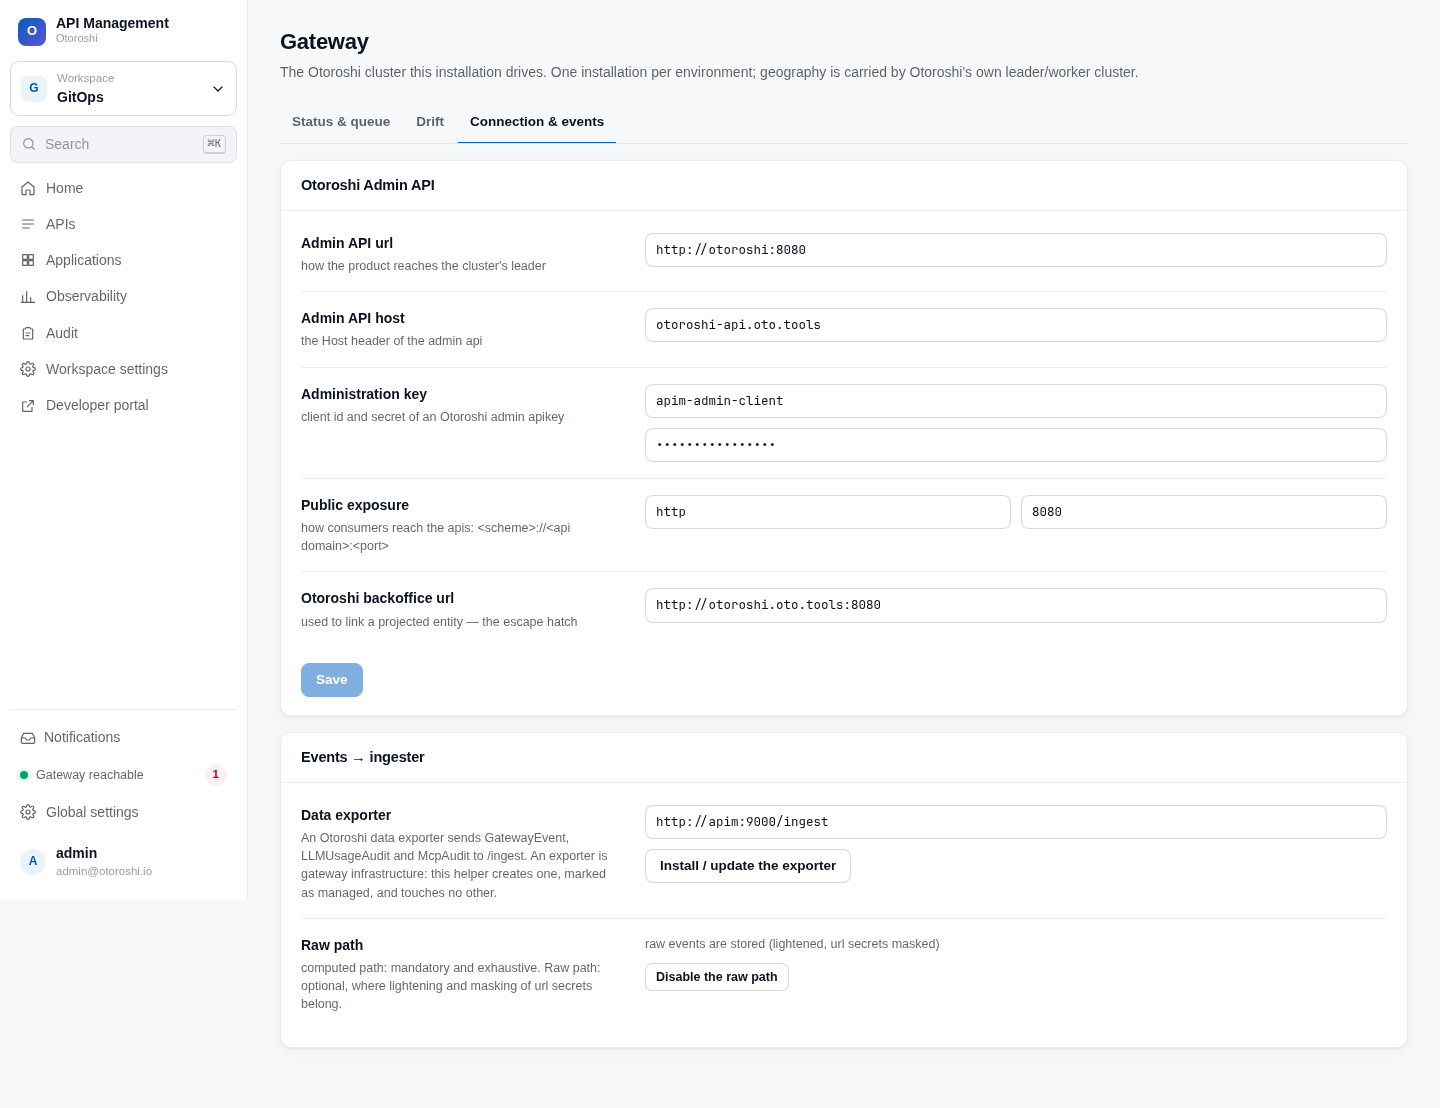 O
API Management
Otoroshi
G
Workspace
GitOps
Search
⌘K
Home
APIs
Applications
Observability
Audit
Workspace settings
Developer portal
Notifications
Gateway reachable
1
Global settings
A
admin
admin@otoroshi.io
Gateway
The Otoroshi cluster this installation drives. One installation per environment; geography is carried by Otoroshi's own leader/worker cluster.
Status & queue
Drift
Connection & events
Otoroshi Admin API
Admin API url
how the product reaches the cluster's leader
http://otoroshi:8080
Admin API host
the Host header of the admin api
otoroshi-api.oto.tools
Administration key
client id and secret of an Otoroshi admin apikey
apim-admin-client
••••••••••••••••
Public exposure
how consumers reach the apis: <scheme>://<api
domain>:<port>
http
8080
Otoroshi backoffice url
used to link a projected entity — the escape hatch
http://otoroshi.oto.tools:8080
Save
Events → ingester
Data exporter
An Otoroshi data exporter sends GatewayEvent,
LLMUsageAudit and McpAudit to /ingest. An exporter is
gateway infrastructure: this helper creates one, marked
as managed, and touches no other.
http://apim:9000/ingest
Install / update the exporter
Raw path
computed path: mandatory and exhaustive. Raw path:
optional, where lightening and masking of url secrets
belong.
raw events are stored (lightened, url secrets masked)
Disable the raw path